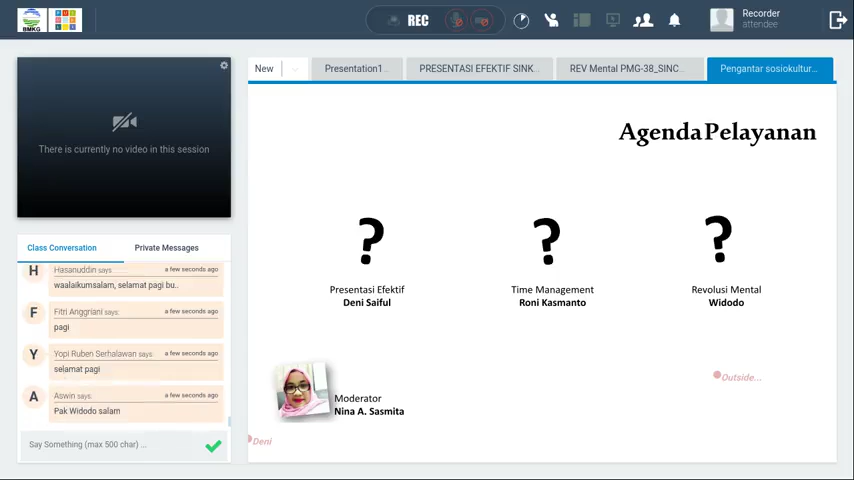 BMKG
REC
Recorder
attendee
There is currently no video in this session
New
Presentation1
PRESENTASI EFEKTIF SINK...
REV Mental PMG-38_SINC...
Pengantar sosiokultur...
Agenda Pelayanan
?
?
?
Presentasi Efektif
Deni Saiful
Time Management
Roni Kasmanto
Revolusi Mental
Widodo
Outside...
Moderator
Nina A. Sasmita
Deni
Class Conversation
Private Messages
H
Hasanuddin says:
a few seconds ago
waalaikumsalam, selamat pagi bu..
F
Fitri Anggriani says:
a few seconds ago
pagi
Y
Yopi Ruben Serhalawan says:
a few seconds ago
selamat pagi
A
Aswin says:
a few seconds ago
Pak Widodo salam
Say Something (max 500 char) ...